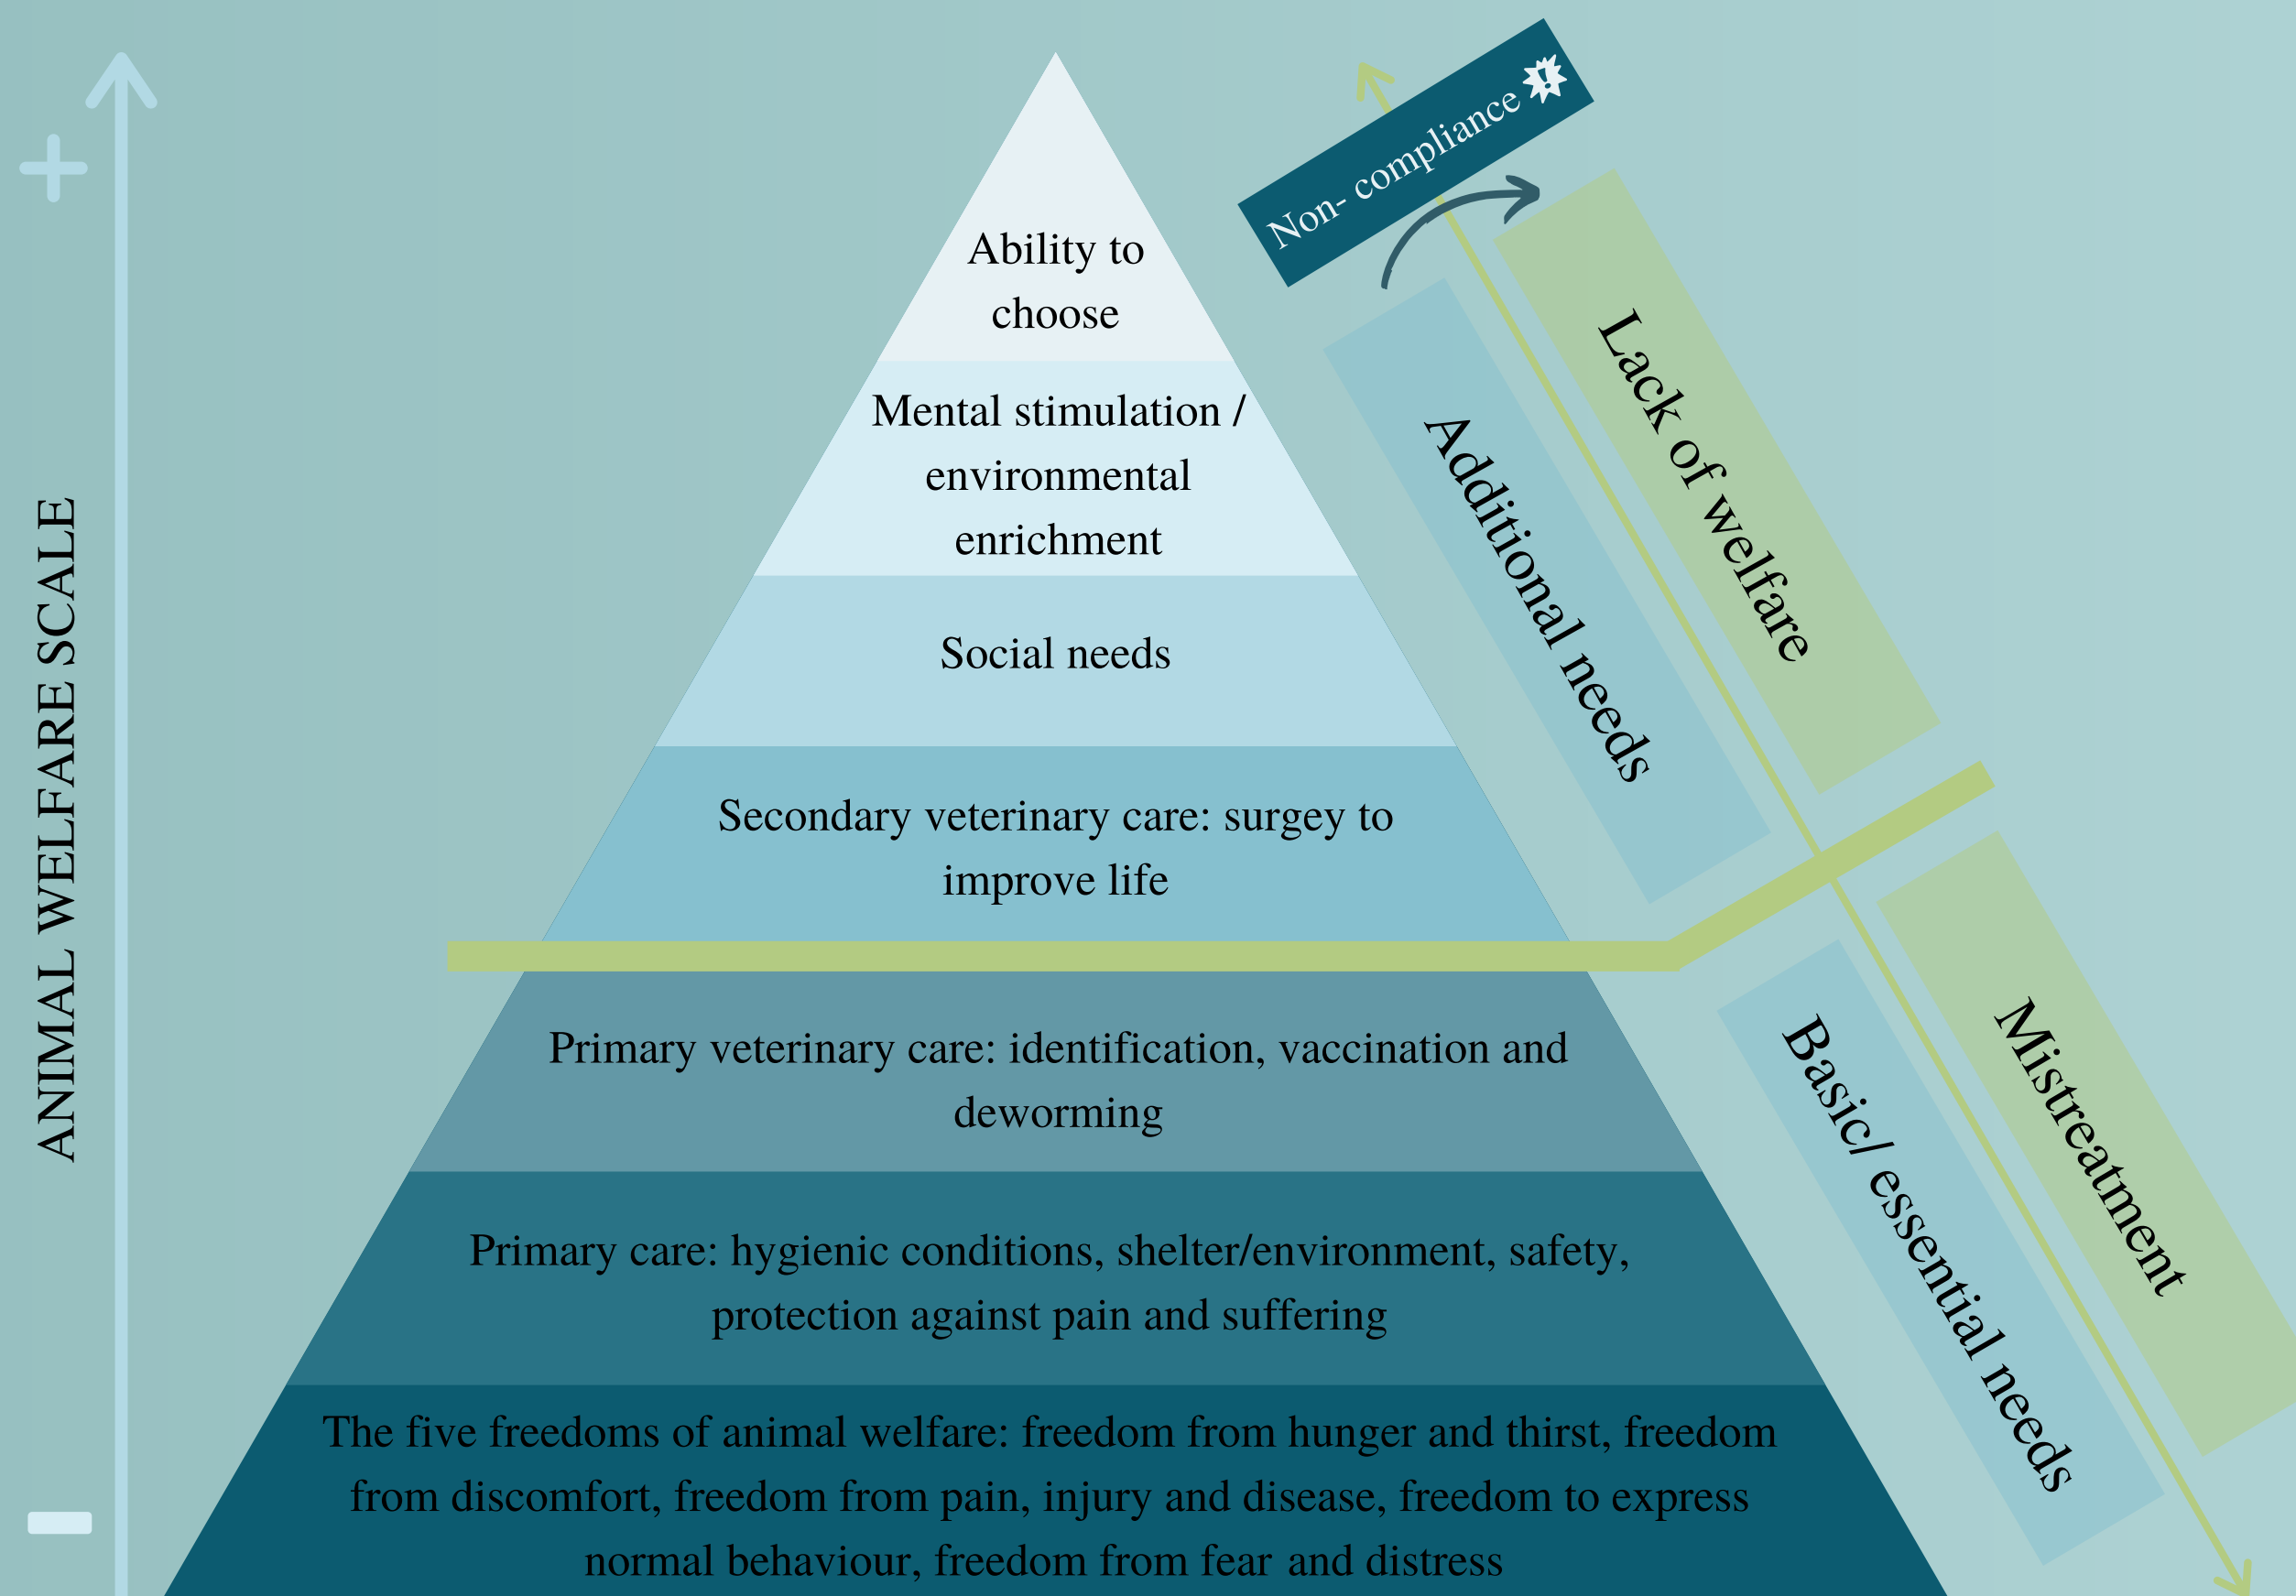 ANIMAL WELFARE SCALE
Ability to
choose
Mental stimulation /
environmental
enrichment
Social needs
Secondary veterinary care: surgey to
improve life
Primary veterinary care: identification, vaccination and
deworming
Primary care: hygienic conditions, shelter/environment, safety,
protection against pain and suffering
The five freedoms of animal welfare: freedom from hunger and thirst, freedom
from discomfort, freedom from pain, injury and disease, freedom to express
normal behaviour, freedom from fear and distress
Non- compliance
Additional needs
Lack of welfare
Basic/ essential needs
Mistreatment